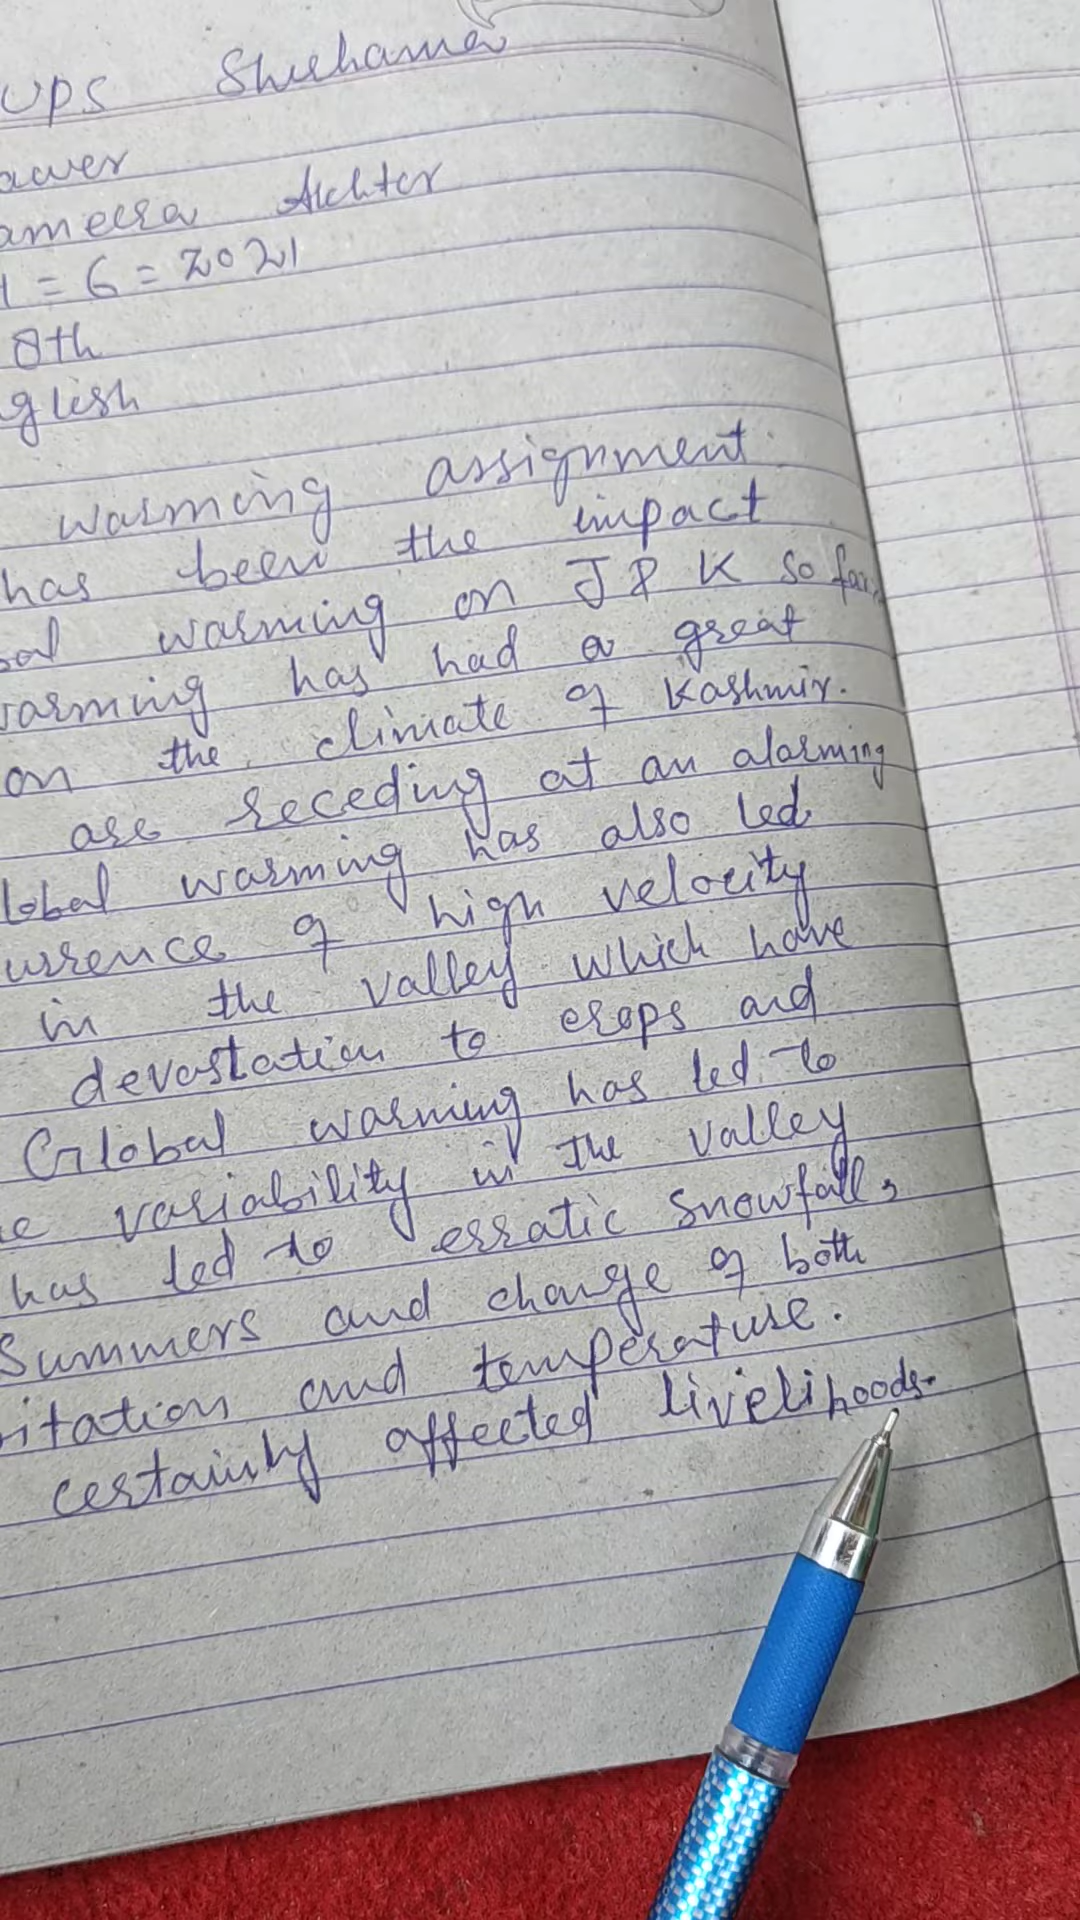 UPS Shuhama
awer
ameera Akhter
1 = 6 = 2021
8th
glish
warming assignment
has been the impact
bal warming on J & K so far
arming has had a great
on the climate of Kashmir.
are receding at an alarming
lobal warming has also led
urrence of high velocity
in the valley which have
devastation to crops and
Global warming has led to
e variability in the valley
has led to erratic snowfall,
Summers and change of both
itation and temperature.
certainly affected livelihoods.